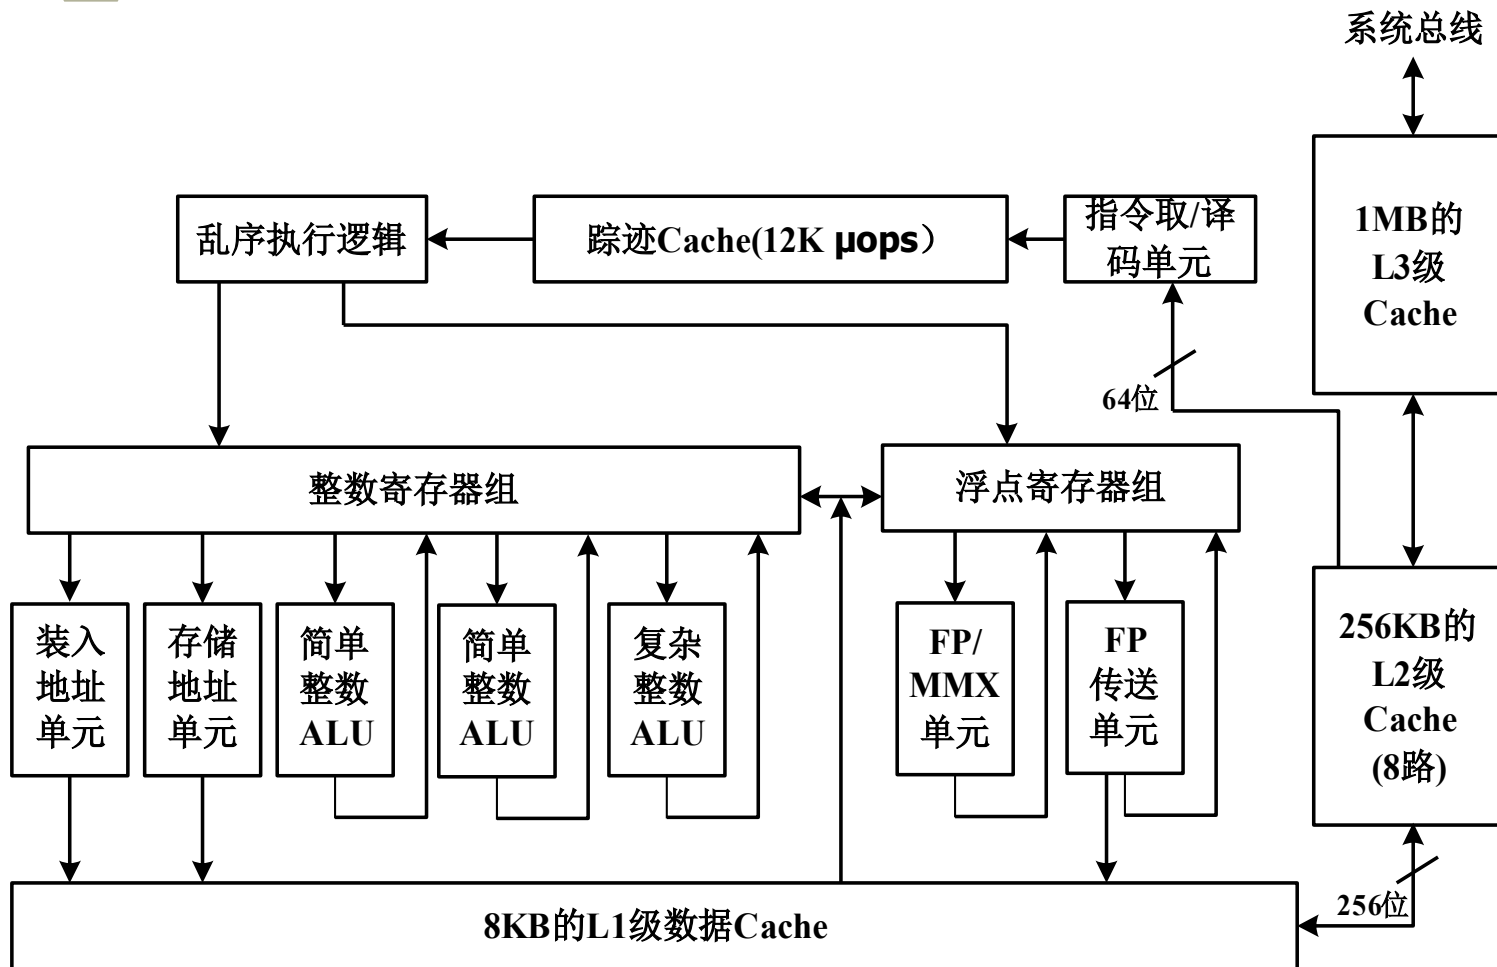 系统总线
乱序执行逻辑
踪迹Cache(12K μops）
指令取/译
码单元
1MB的
L3级
Cache
64位
整数寄存器组
浮点寄存器组
装入
地址
单元
存储
地址
单元
简单
整数
ALU
简单
整数
ALU
复杂
整数
ALU
FP/
MMX
单元
FP
传送
单元
256KB的
L2级
Cache
(8路)
256位
8KB的L1级数据Cache